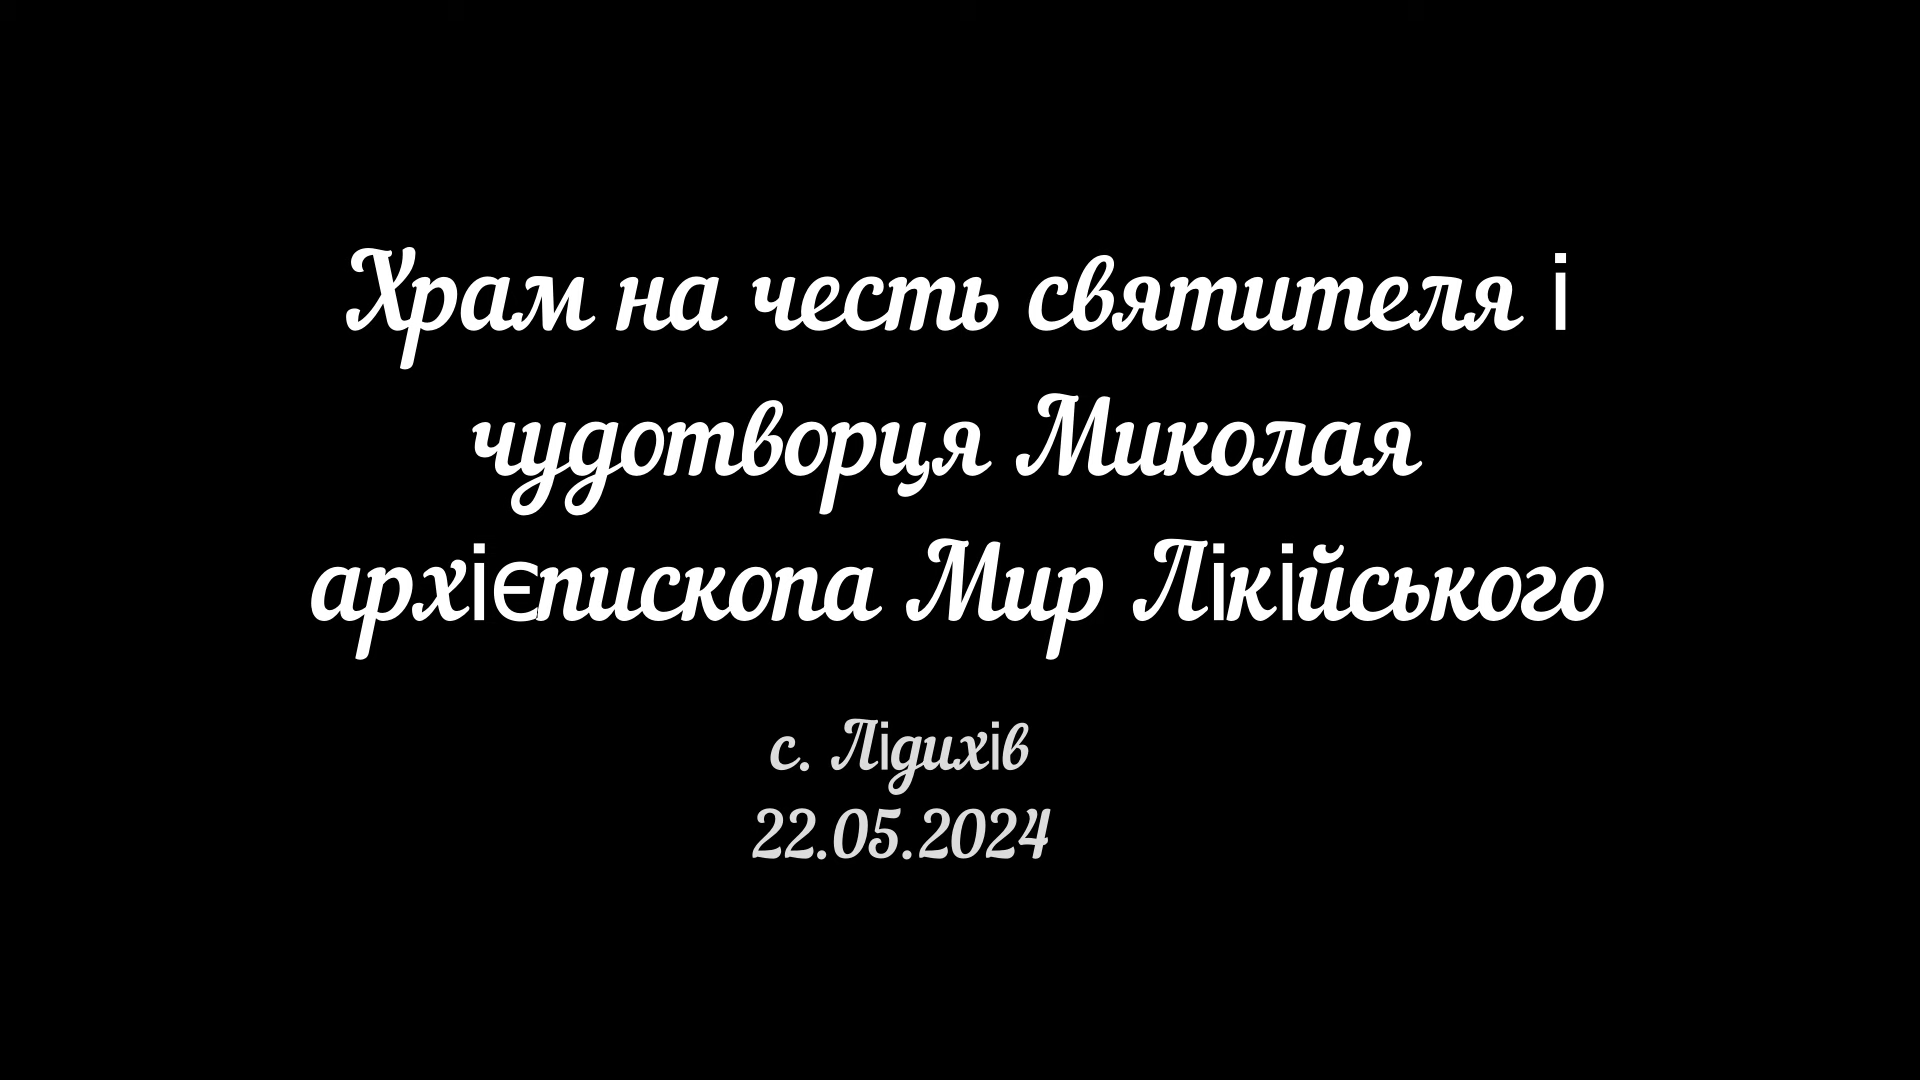 Храм на честь святителя і
чудотворця Миколая
архієпископа Мир Лікійського
с. Лідихів
22.05.2024